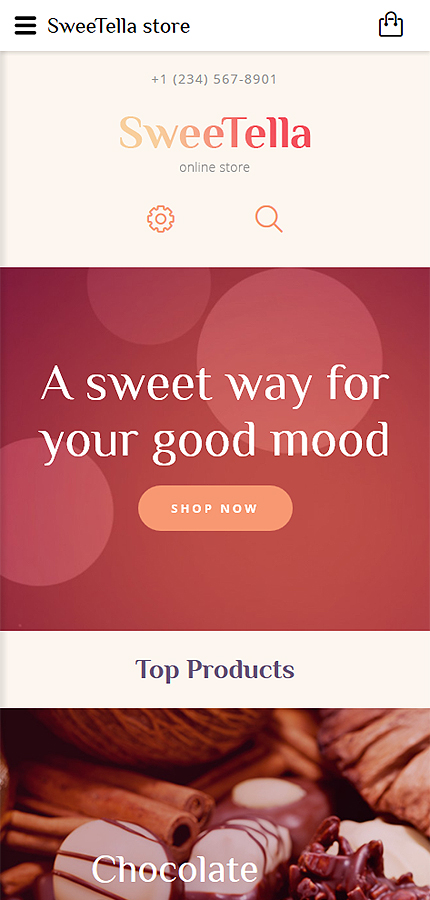 SweeTella store
+1 (234) 567-8901
SweeTella
online store
A sweet way for
your good mood
SHOP NOW
Top Products
Chocolate